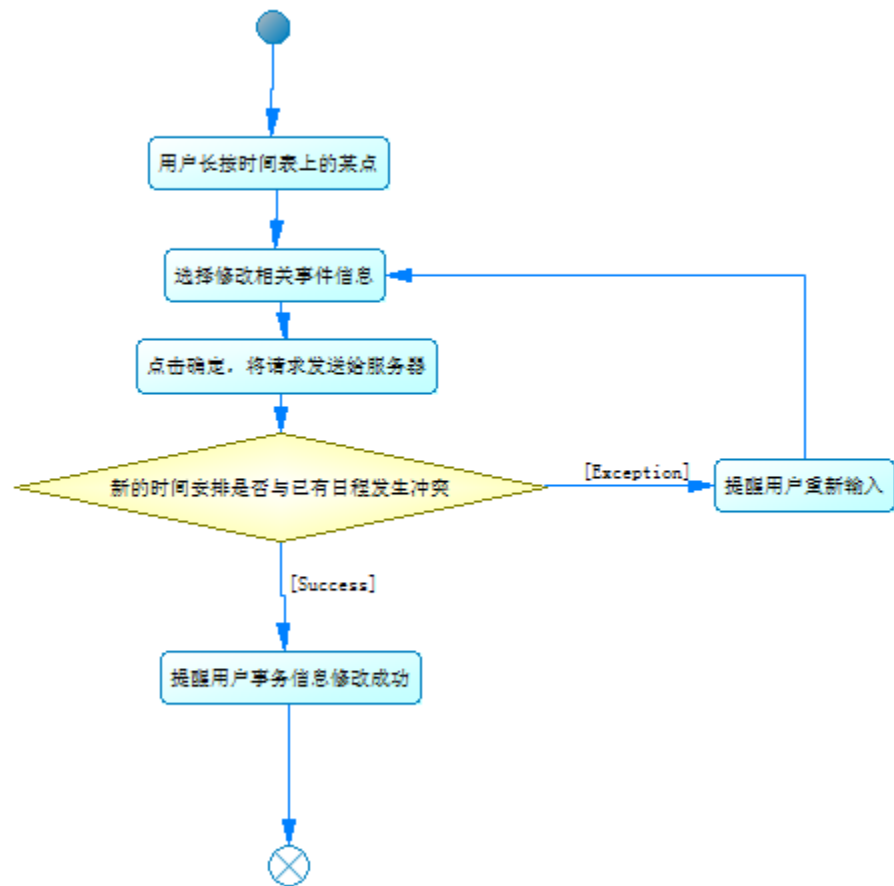 用户长按时间表上的某点
选择修改相关事件信息
点击确定，将请求发送给服务器
新的时间安排是否与已有日程发生冲突
[Exception]
提醒用户重新输入
[Success]
提醒用户事务信息修改成功